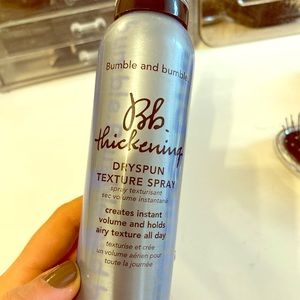 Bumble and bumble.
Bb.
thickening
DRYSPUN
TEXTURE SPRAY
spray texturisant
sec volume instantané
creates instant
volume and holds
airy texture all day
texturise et crée
un volume aérien pour
toute la journée